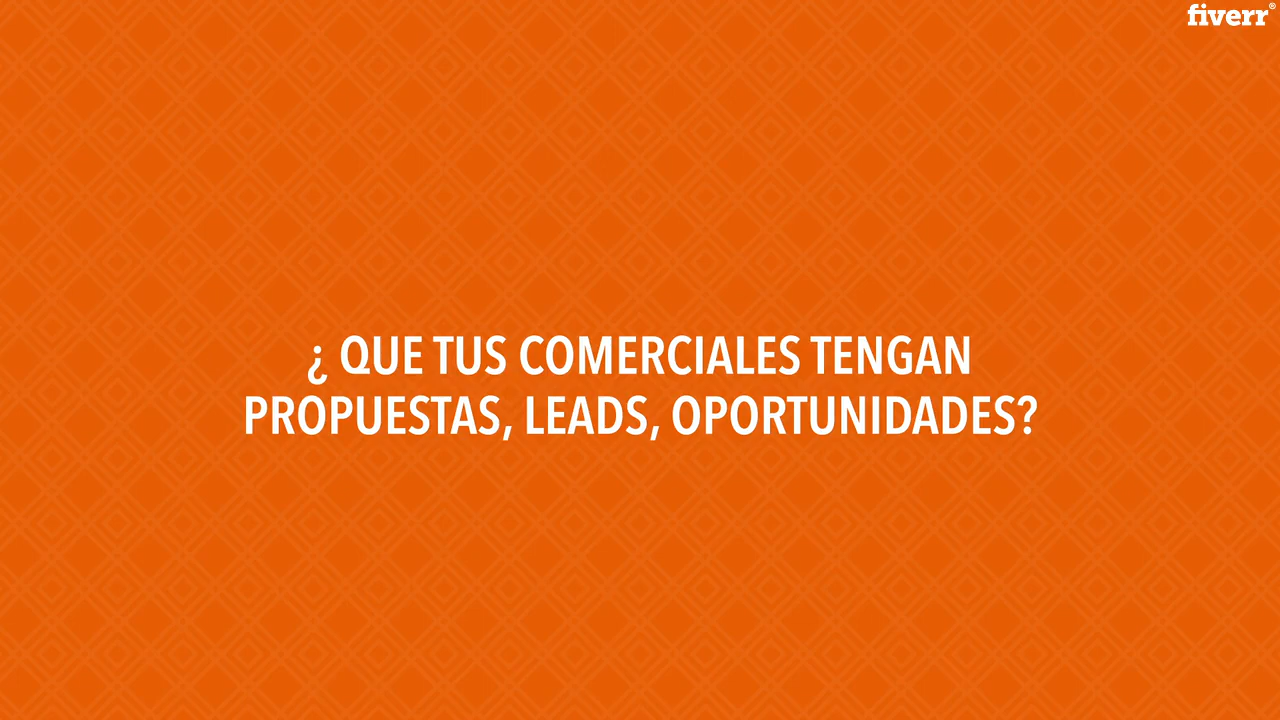 fiverr®
¿ QUE TUS COMERCIALES TENGAN
PROPUESTAS, LEADS, OPORTUNIDADES?